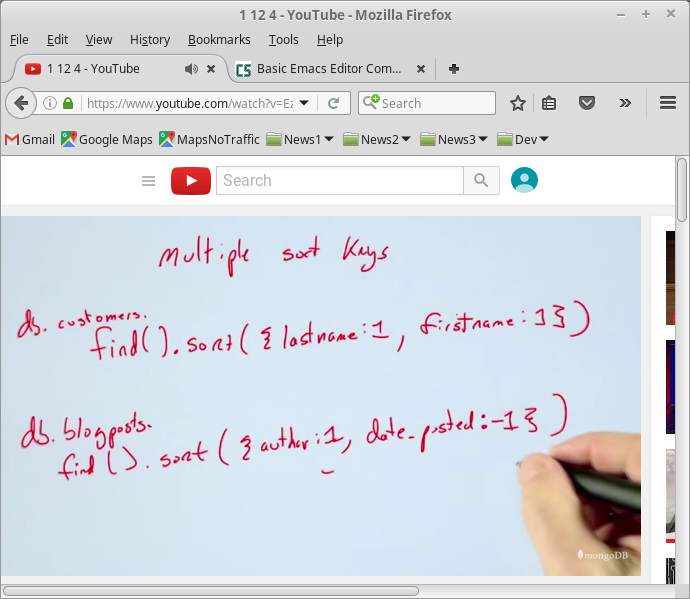 1 12 4 - YouTube - Mozilla Firefox
File Edit View History Bookmarks Tools Help
1 12 4 - YouTube
Basic Emacs Editor Com...
https://www.youtube.com/watch?v=Ez
Search
Gmail Google Maps MapsNoTraffic News1 News2 News3 Dev
Search
Multiple sort Keys
db. customers.
find().sort({lastname:1, firstname:1})
db. blogposts.
find().sort({author:1, date_posted:-1})
mongoDB